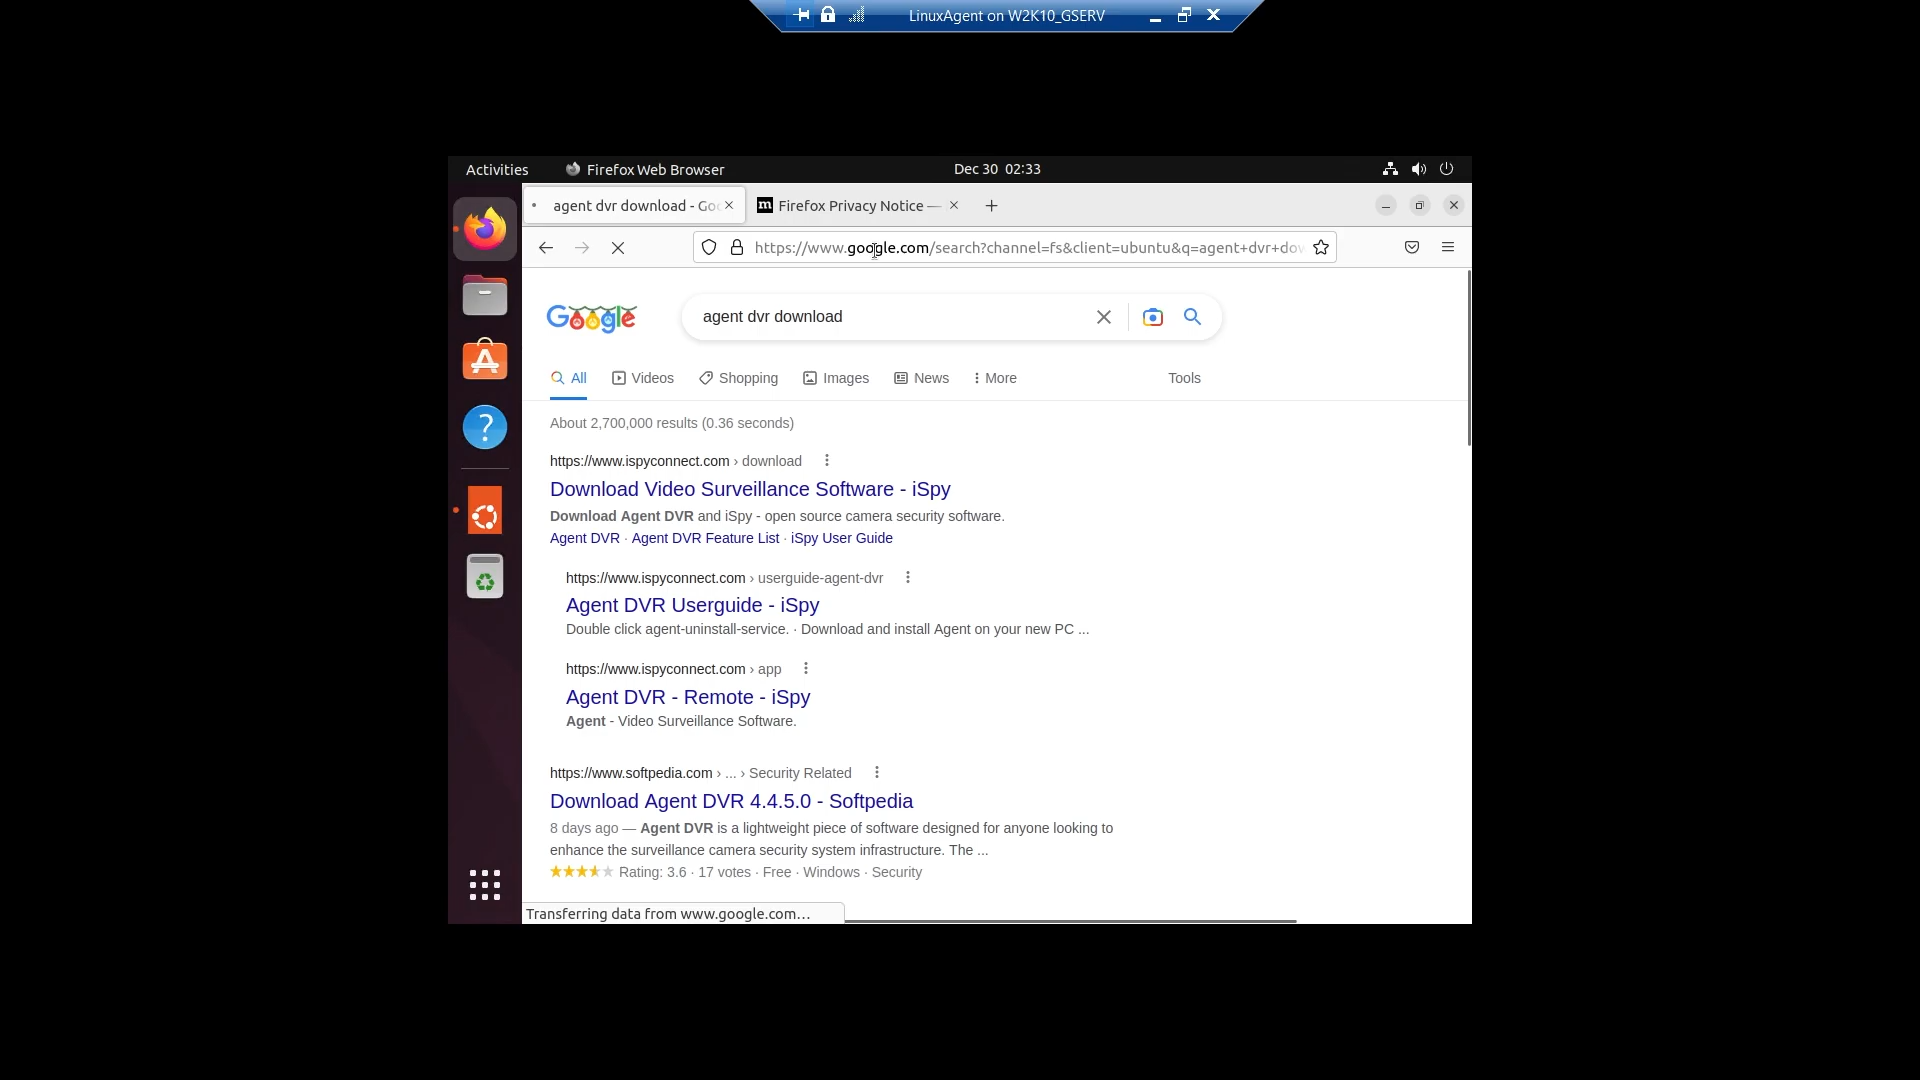 LinuxAgent on W2K10_GSERV
Activities
Firefox Web Browser
Dec 30 02:33
agent dvr download - Goo
Firefox Privacy Notice —
https://www.google.com/search?channel=fs&client=ubuntu&q=agent+dvr+dow
Google
agent dvr download
All
Videos
Shopping
Images
News
More
Tools
About 2,700,000 results (0.36 seconds)
https://www.ispyconnect.com › download
Download Video Surveillance Software - iSpy
Download Agent DVR and iSpy - open source camera security software.
Agent DVR · Agent DVR Feature List · iSpy User Guide
https://www.ispyconnect.com › userguide-agent-dvr
Agent DVR Userguide - iSpy
Double click agent-uninstall-service. · Download and install Agent on your new PC ...
https://www.ispyconnect.com › app
Agent DVR - Remote - iSpy
Agent - Video Surveillance Software.
https://www.softpedia.com › ... › Security Related
Download Agent DVR 4.4.5.0 - Softpedia
8 days ago — Agent DVR is a lightweight piece of software designed for anyone looking to
enhance the surveillance camera security system infrastructure. The ...
Rating: 3.6 · 17 votes · Free · Windows · Security
Transferring data from www.google.com…